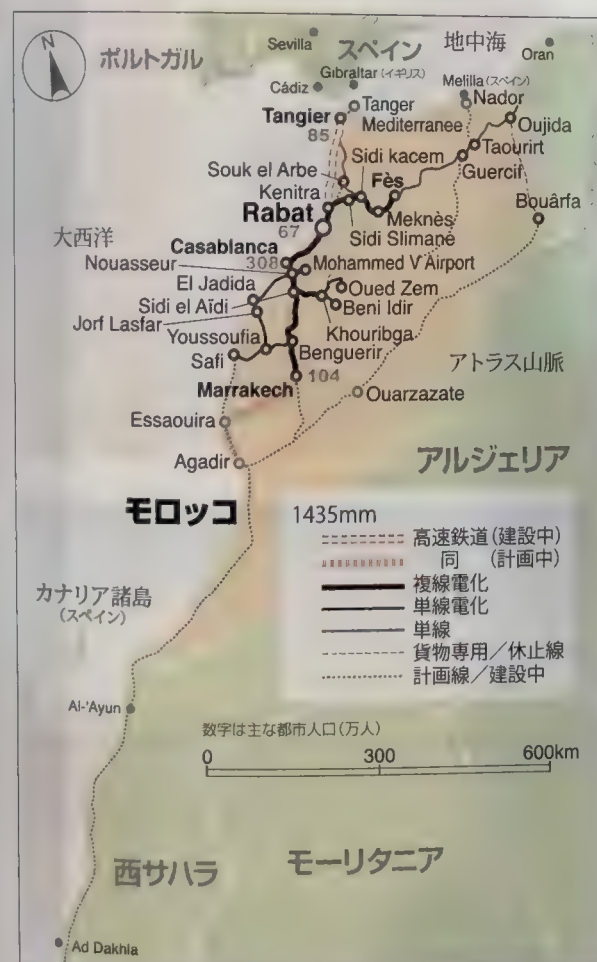 N
ポルトガル
Sevilla
スペイン
地中海
Oran
Cádiz
Gibraltar (イギリス)
Melilla (スペイン)
Nador
Tanger
Mediterranee
Tangier
85
Oujida
Taourirt
Guercif
Souk el Arbe
Sidi kacem
Fès
Kenitra
Bouârfa
Rabat
67
Meknès
Sidi Slimane
大西洋
Casablanca
308
Nouasseur
Mohammed V Airport
El Jadida
Oued Zem
Sidi el Aïdi
Beni Idir
Jorf Lasfar
Khouribga
Youssoufia
Benguerir
Safi
アトラス山脈
Marrakech
104
Ouarzazate
Essaouira
アルジェリア
Agadir
モロッコ
1435mm
高速鉄道(建設中)
同 (計画中)
複線電化
単線電化
単線
貨物専用/休止線
計画線/建設中
カナリア諸島
(スペイン)
Al-'Ayun
数字は主な都市人口(万人)
0 300 600km
西サハラ
モーリタニア
Ad Dakhla